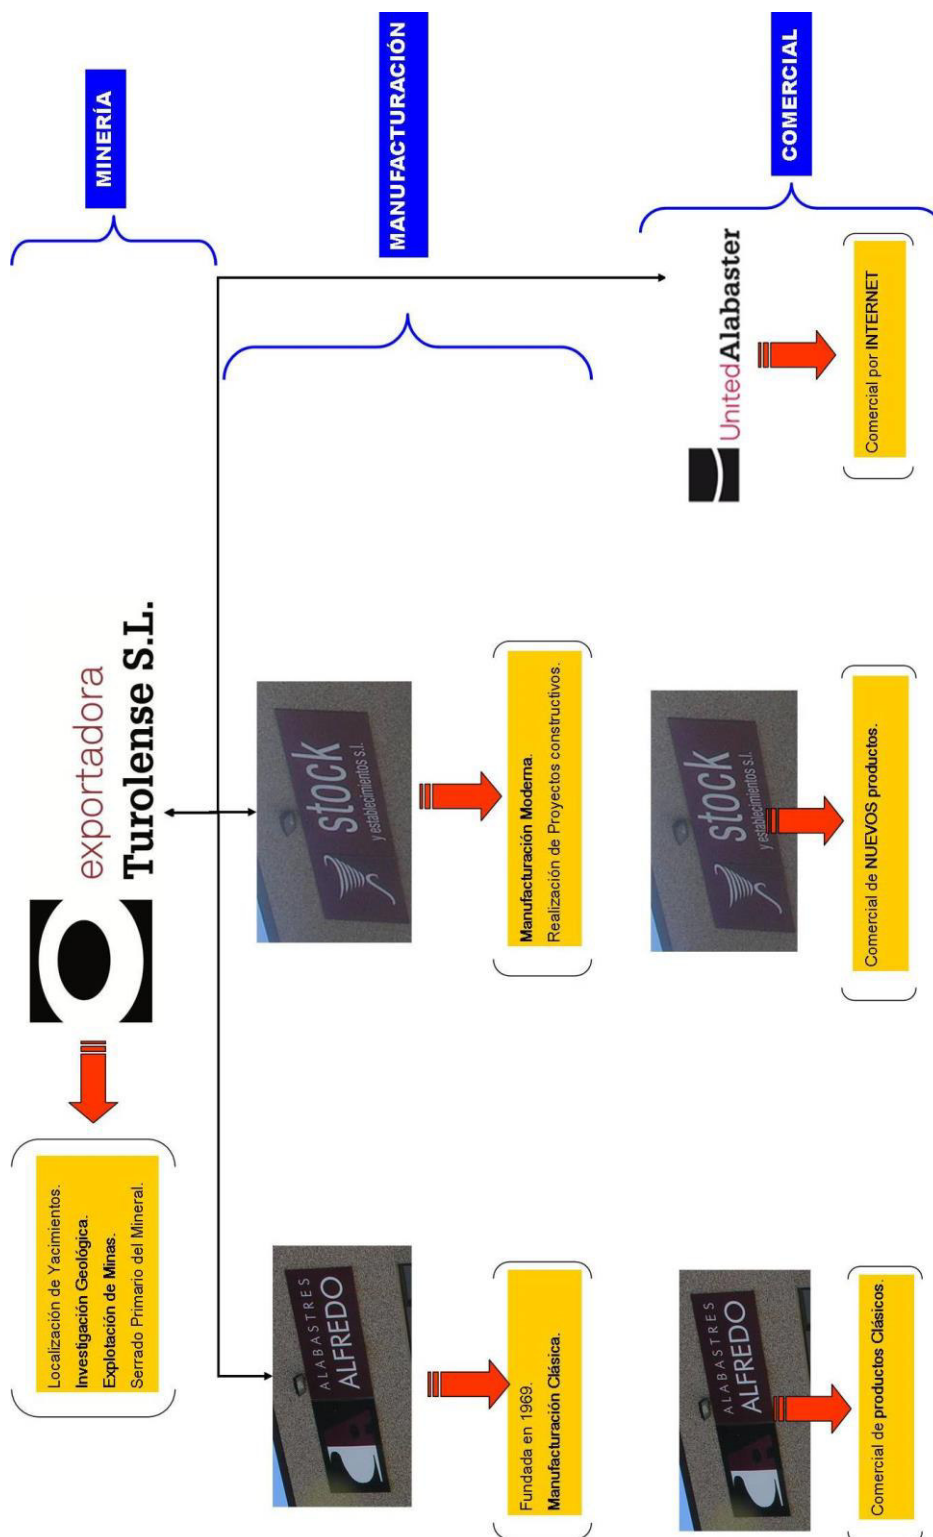 exportadora
Turolense S.L.
MINERÍA
Localización de Yacimientos.
Investigación Geológica.
Explotación de Minas.
Serrado Primario del Mineral.
ALABASTRES
ALFREDO
stock
y establecimientos s.l.
MANUFACTURACIÓN
Fundada en 1969.
Manufacturación Clásica.
Manufacturación Moderna.
Realización de Proyectos constructivos.
ALABASTRES
ALFREDO
stock
y establecimientos s.l.
UnitedAlabaster
COMERCIAL
Comercial de productos Clásicos.
Comercial de NUEVOS productos.
Comercial por INTERNET